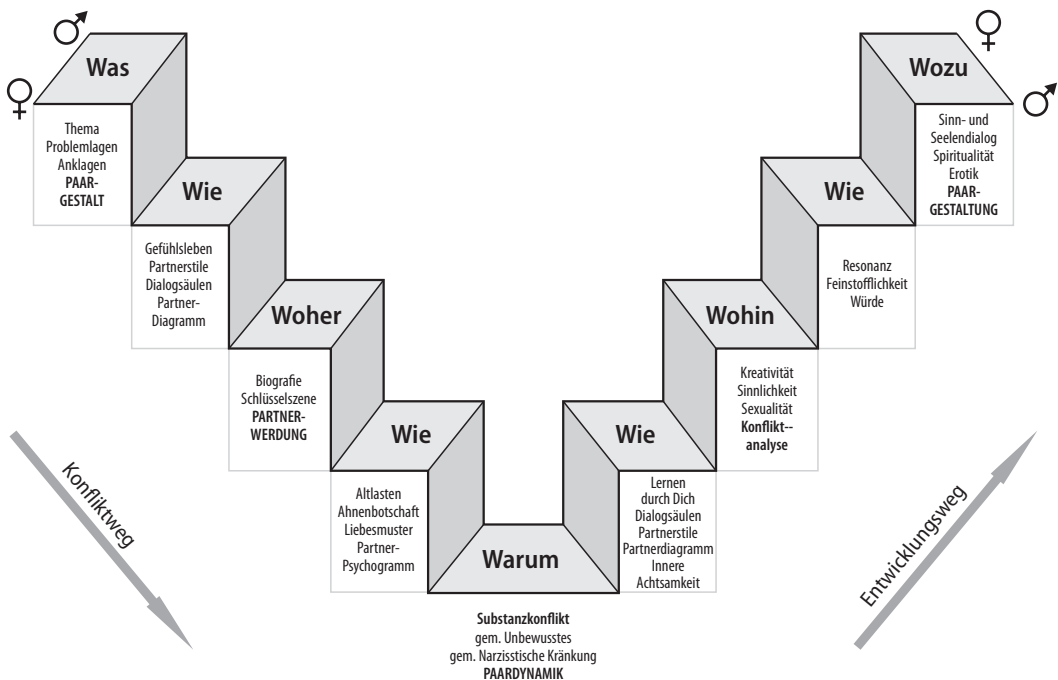 Was
Thema
Problemlagen
Anklagen
PAAR-
GESTALT
Wie
Gefühlsleben
Partnerstile
Dialogsäulen
Partner-
Diagramm
Woher
Biografie
Schlüsselszene
PARTNER-
WERDUNG
Wie
Altlasten
Ahnenbotschaft
Liebesmuster
Partner-
Psychogramm
Warum
Substanzkonflikt
gem. Unbewusstes
gem. Narzisstische Kränkung
PAARDYNAMIK
Wie
Lernen
durch Dich
Dialogsäulen
Partnerstile
Partnerdiagramm
Innere
Achtsamkeit
Wohin
Kreativität
Sinnlichkeit
Sexualität
Konflikt--
analyse
Wie
Resonanz
Feinstofflichkeit
Würde
Wozu
Sinn- und
Seelendialog
Spiritualität
Erotik
PAAR-
GESTALTUNG
Konfliktweg
Entwicklungsweg